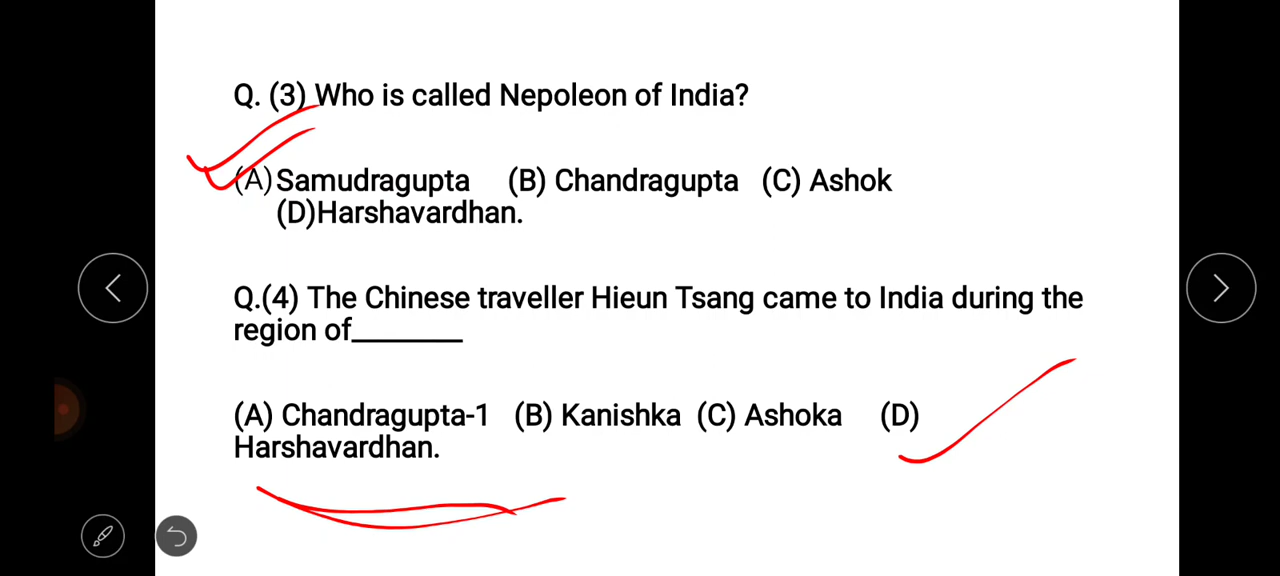 Q. (3) Who is called Nepoleon of India?
(A) Samudragupta (B) Chandragupta (C) Ashok
(D)Harshavardhan.
Q.(4) The Chinese traveller Hieun Tsang came to India during the
region of________
(A) Chandragupta-1 (B) Kanishka (C) Ashoka (D)
Harshavardhan.